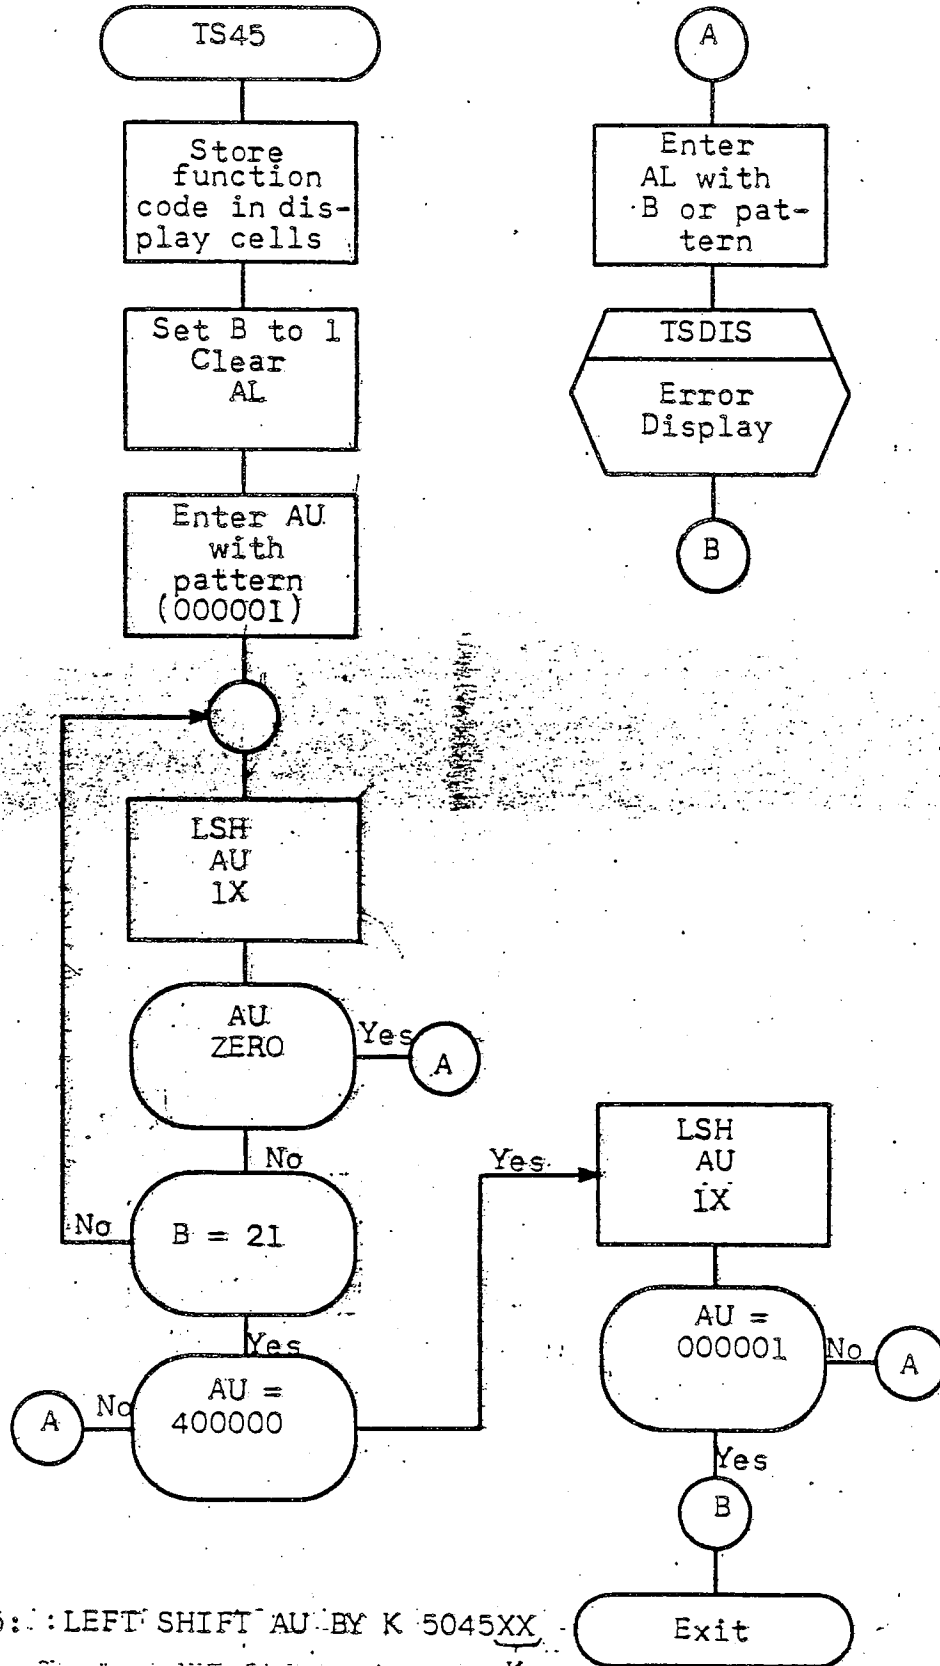 TS45
Store
function
code in dis-
play cells
Set B to 1
Clear
AL
Enter AU
with
pattern
(000001)
LSH
AU
1X
AU
ZERO
Yes
A
No
B = 21
No
Yes
AU =
400000
No
A
Yes
A
Enter
AL with
B or pat-
tern
TSDIS
Error
Display
B
LSH
AU
1X
AU =
000001
No
A
Yes
B
Exit
: LEFT SHIFT AU BY K 5045XX
K